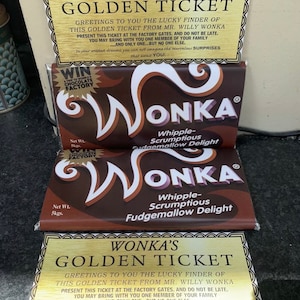 GOLDEN TICKET
GREETINGS TO YOU THE LUCKY FINDER OF
THIS GOLDEN TICKET FROM MR. WILLY WONKA
PRESENT THIS TICKET AT THE FACTORY GATES, AND DO NOT BE LATE.
YOU MAY BRING WITH YOU ONE MEMBER OF YOUR FAMILY
...AND ONLY ONE...BUT NO ONE ELSE.
SURPRISES
WIN
FACTORY
WONKA®
Whipple-
Scrumptious
Fudgemallow Delight
Net Wt.
8kgs.
FACTORY
WONKA®
Whipple-
Scrumptious
Fudgemallow Delight
Net Wt.
8kgs.
WONKA'S
GOLDEN TICKET
GREETINGS TO YOU THE LUCKY FINDER OF
THIS GOLDEN TICKET FROM MR. WILLY WONKA
PRESENT THIS TICKET AT THE FACTORY GATES, AND DO NOT BE LATE.
YOU MAY BRING WITH YOU ONE MEMBER OF YOUR FAMILY